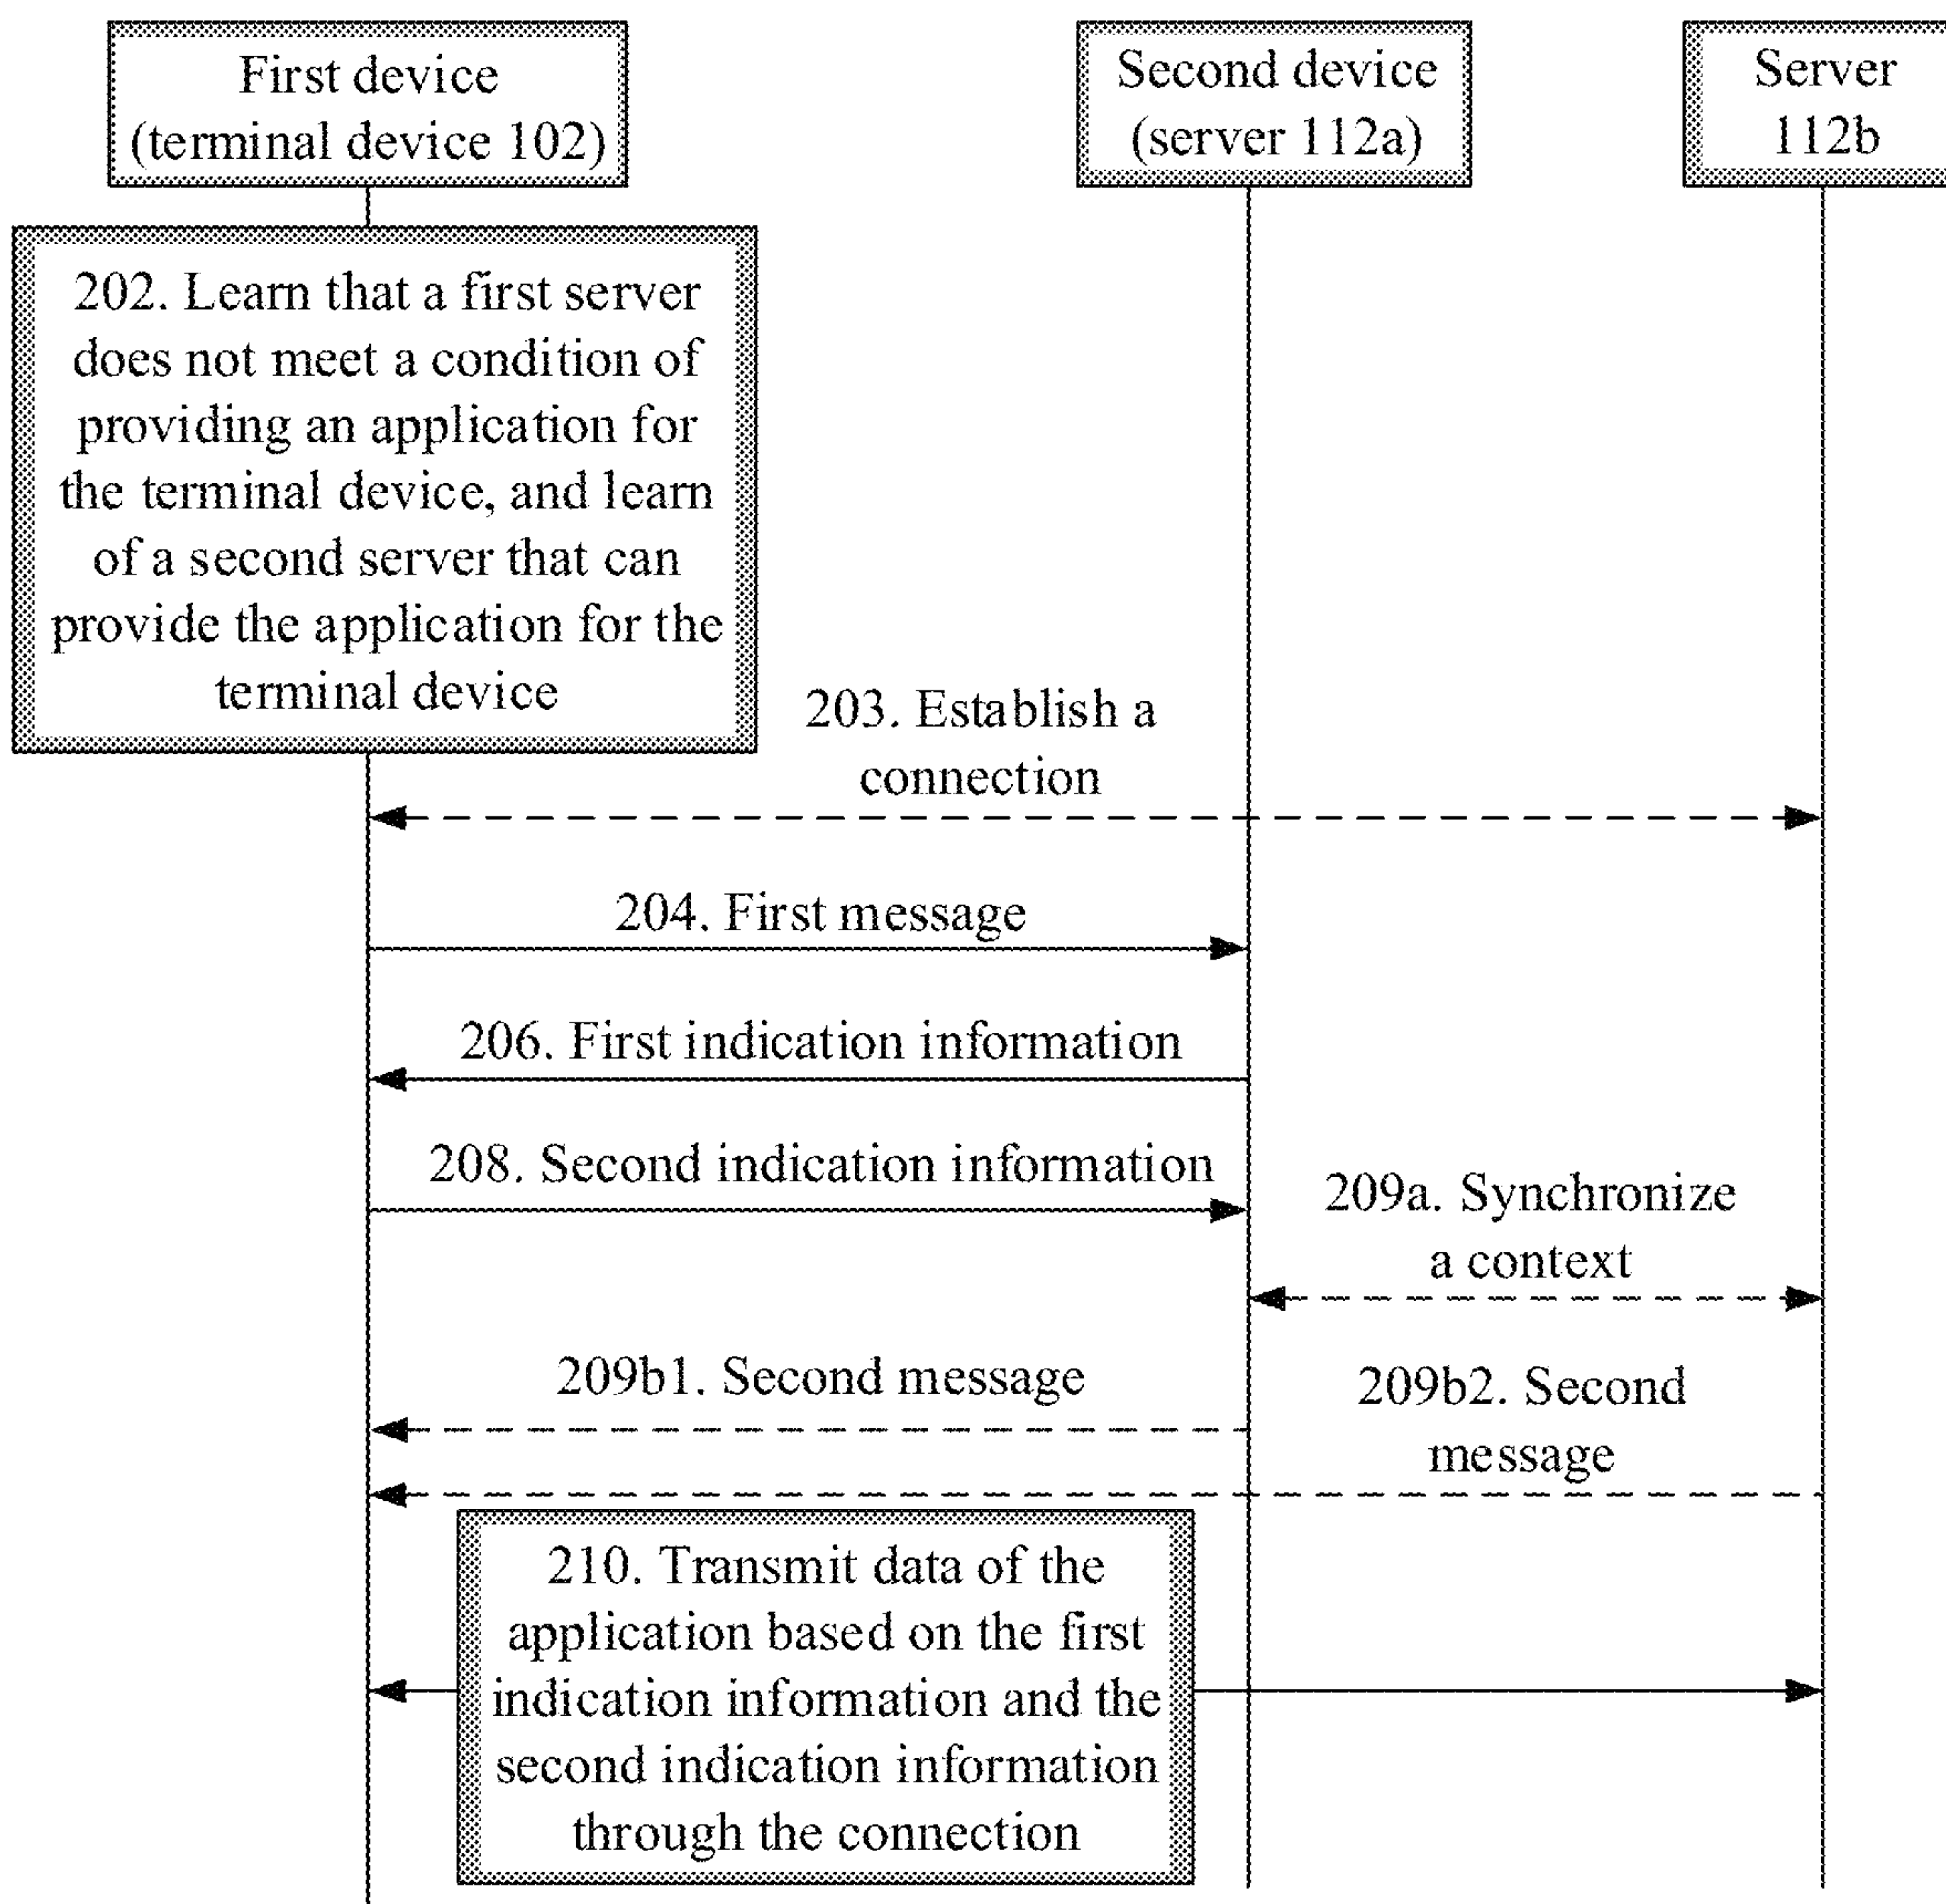 First device
(terminal device 102)
Second device
(server 112a)
Server
112b
202. Learn that a first server
does not meet a condition of
providing an application for
the terminal device, and learn
of a second server that can
provide the application for the
terminal device
203. Establish a
connection
204. First message
206. First indication information
208. Second indication information
209a. Synchronize
a context
209b1. Second message
209b2. Second
message
210. Transmit data of the
application based on the first
indication information and the
second indication information
through the connection